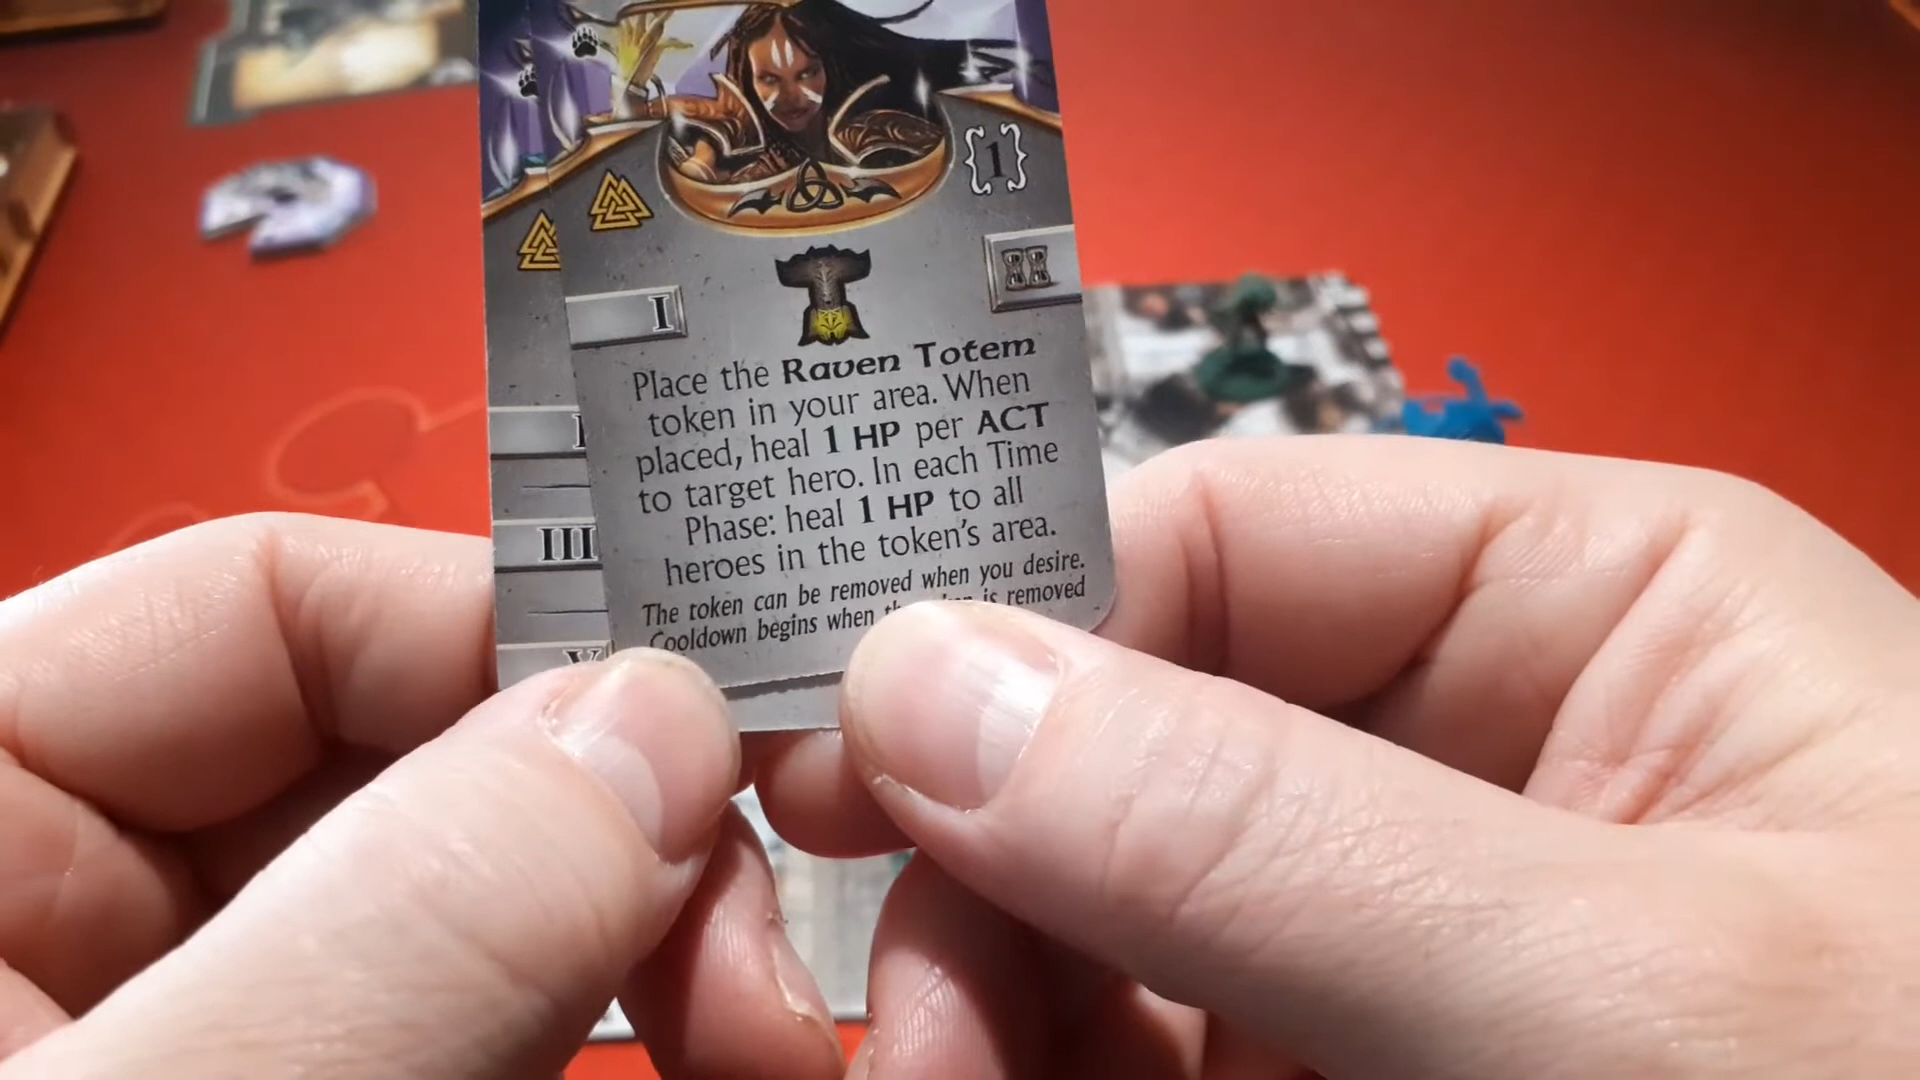 1
I
Place the Raven Totem
token in your area. When
placed, heal 1 HP per ACT
to target hero. In each Time
Phase: heal 1 HP to all
heroes in the token's area.
The token can be removed when you desire.
Cooldown begins when is removed
III